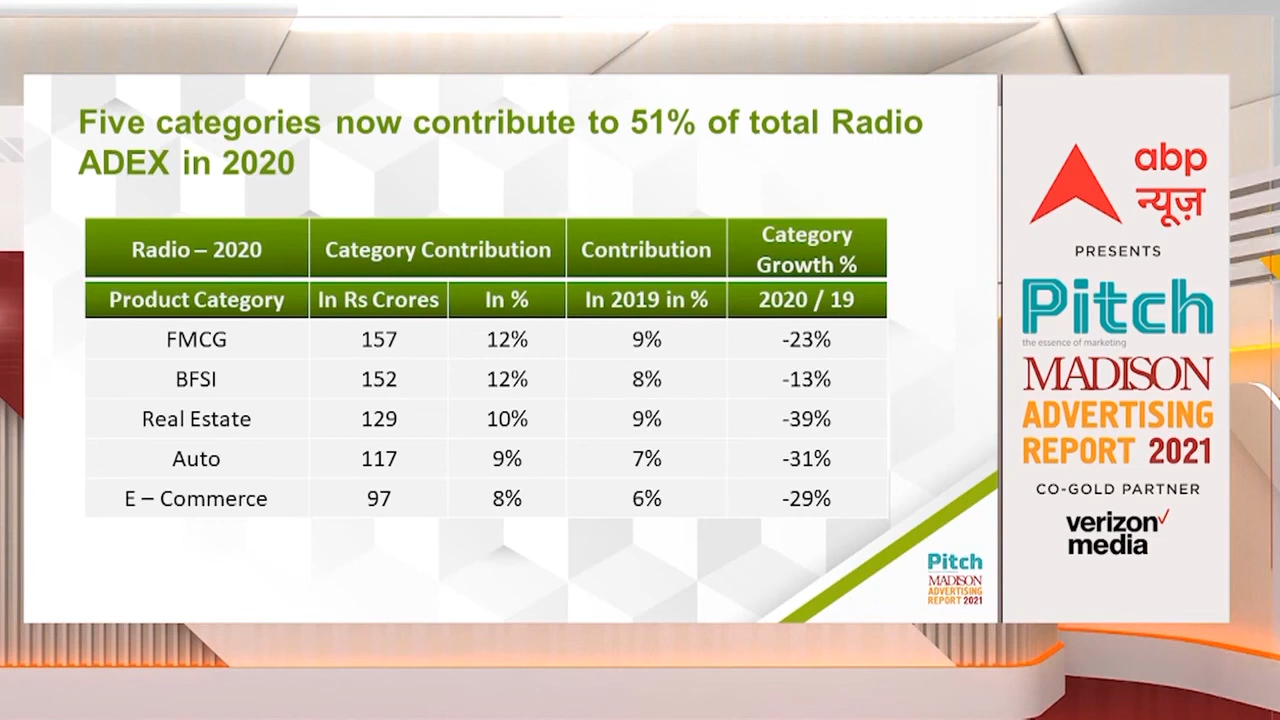 Five categories now contribute to 51% of total Radio
ADEX in 2020
Radio – 2020 Category Contribution Contribution Category Growth %
Product Category In Rs Crores In % In 2019 in % 2020 / 19
FMCG 157 12% 9% -23%
BFSI 152 12% 8% -13%
Real Estate 129 10% 9% -39%
Auto 117 9% 7% -31%
E – Commerce 97 8% 6% -29%
Pitch
MADISON
ADVERTISING
REPORT 2021
abp
न्यूज़
PRESENTS
Pitch
the essence of marketing
MADISON
ADVERTISING
REPORT 2021
CO-GOLD PARTNER
verizon
media